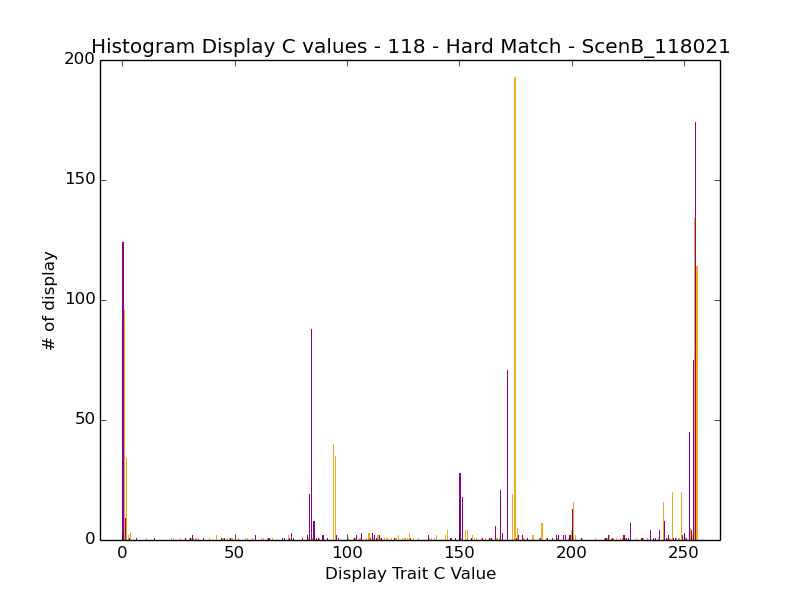 Histogram Display C values - 118 - Hard Match - ScenB_118021
200
150
100
50
0
# of display
0 50 100 150 200 250
Display Trait C Value